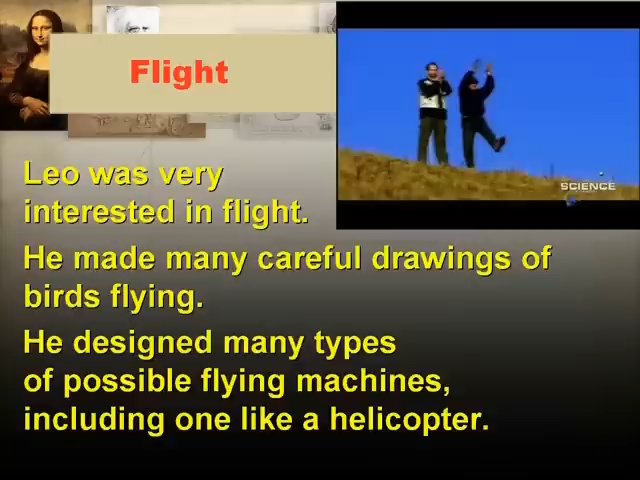 Flight
SCIENCE
Leo was very
interested in flight.
He made many careful drawings of
birds flying.
He designed many types
of possible flying machines,
including one like a helicopter.